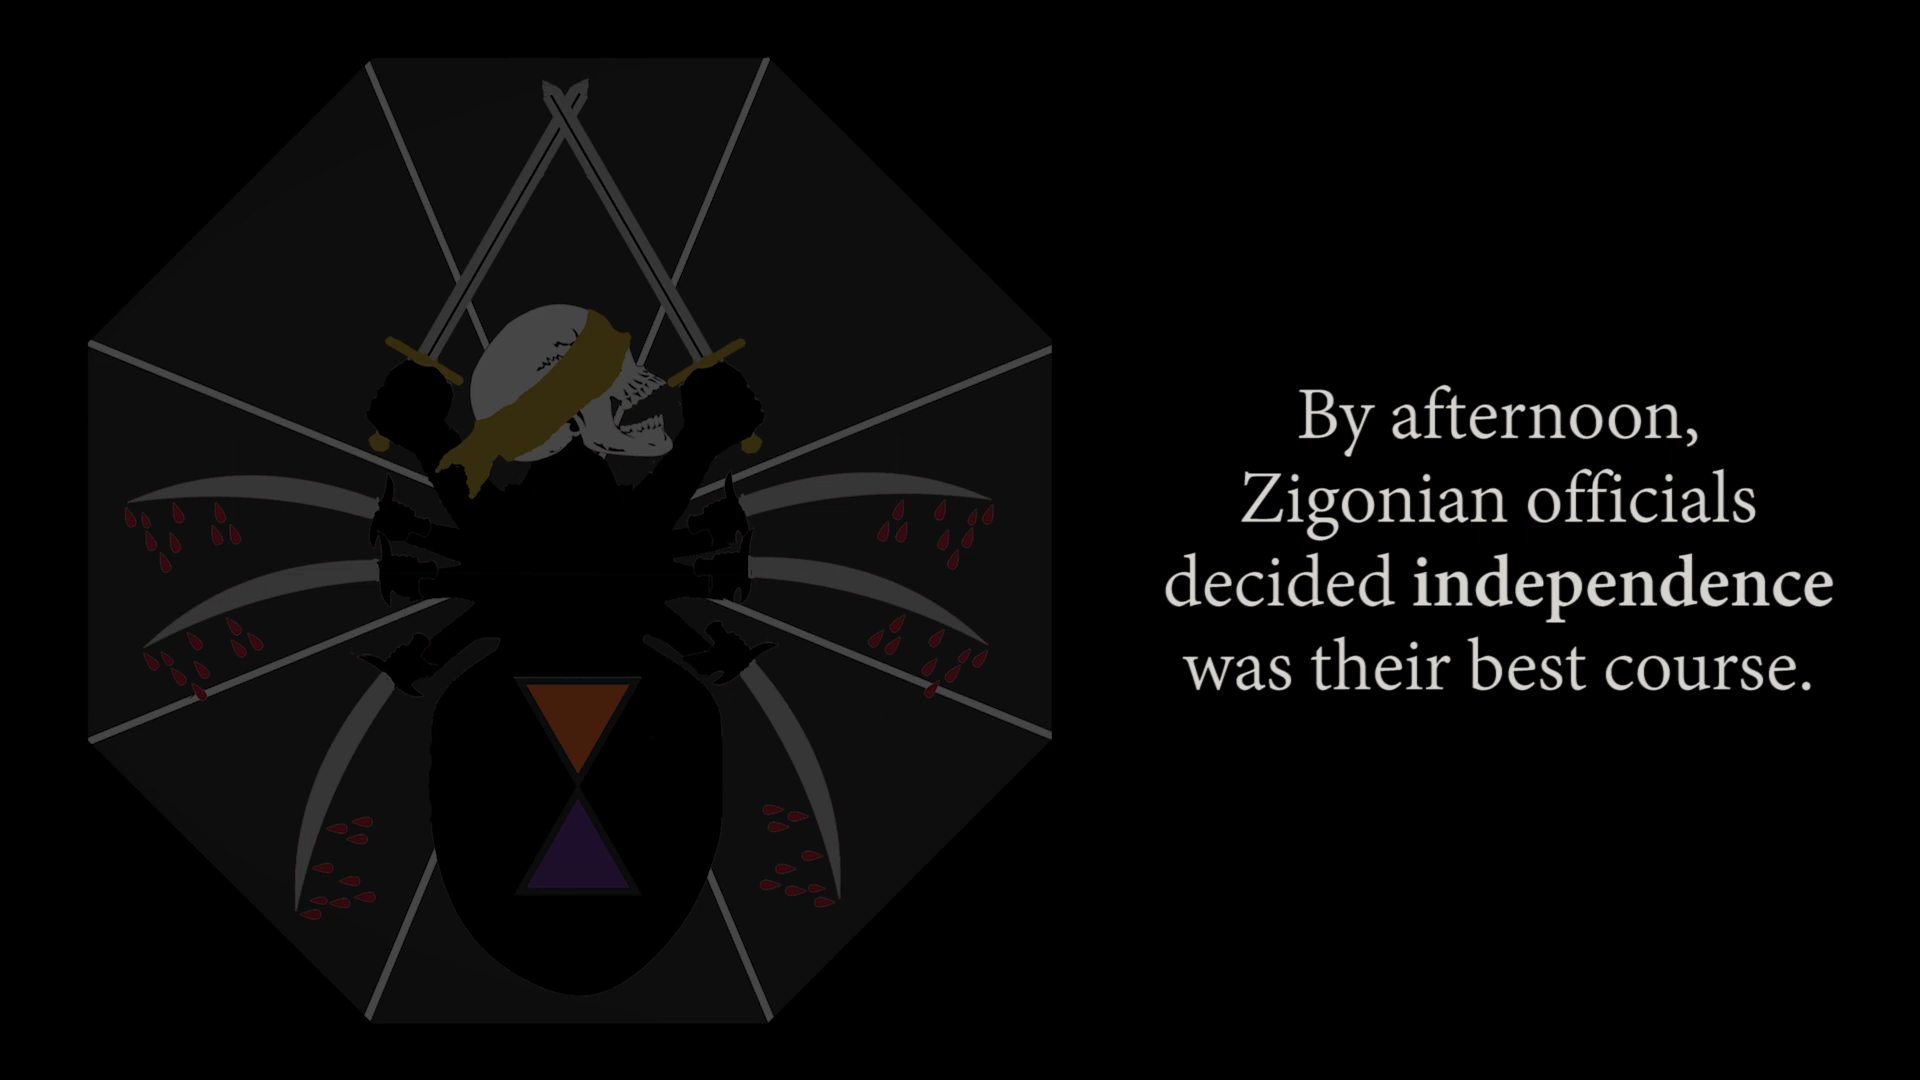 By afternoon,
Zigonian officials
decided independence
was their best course.